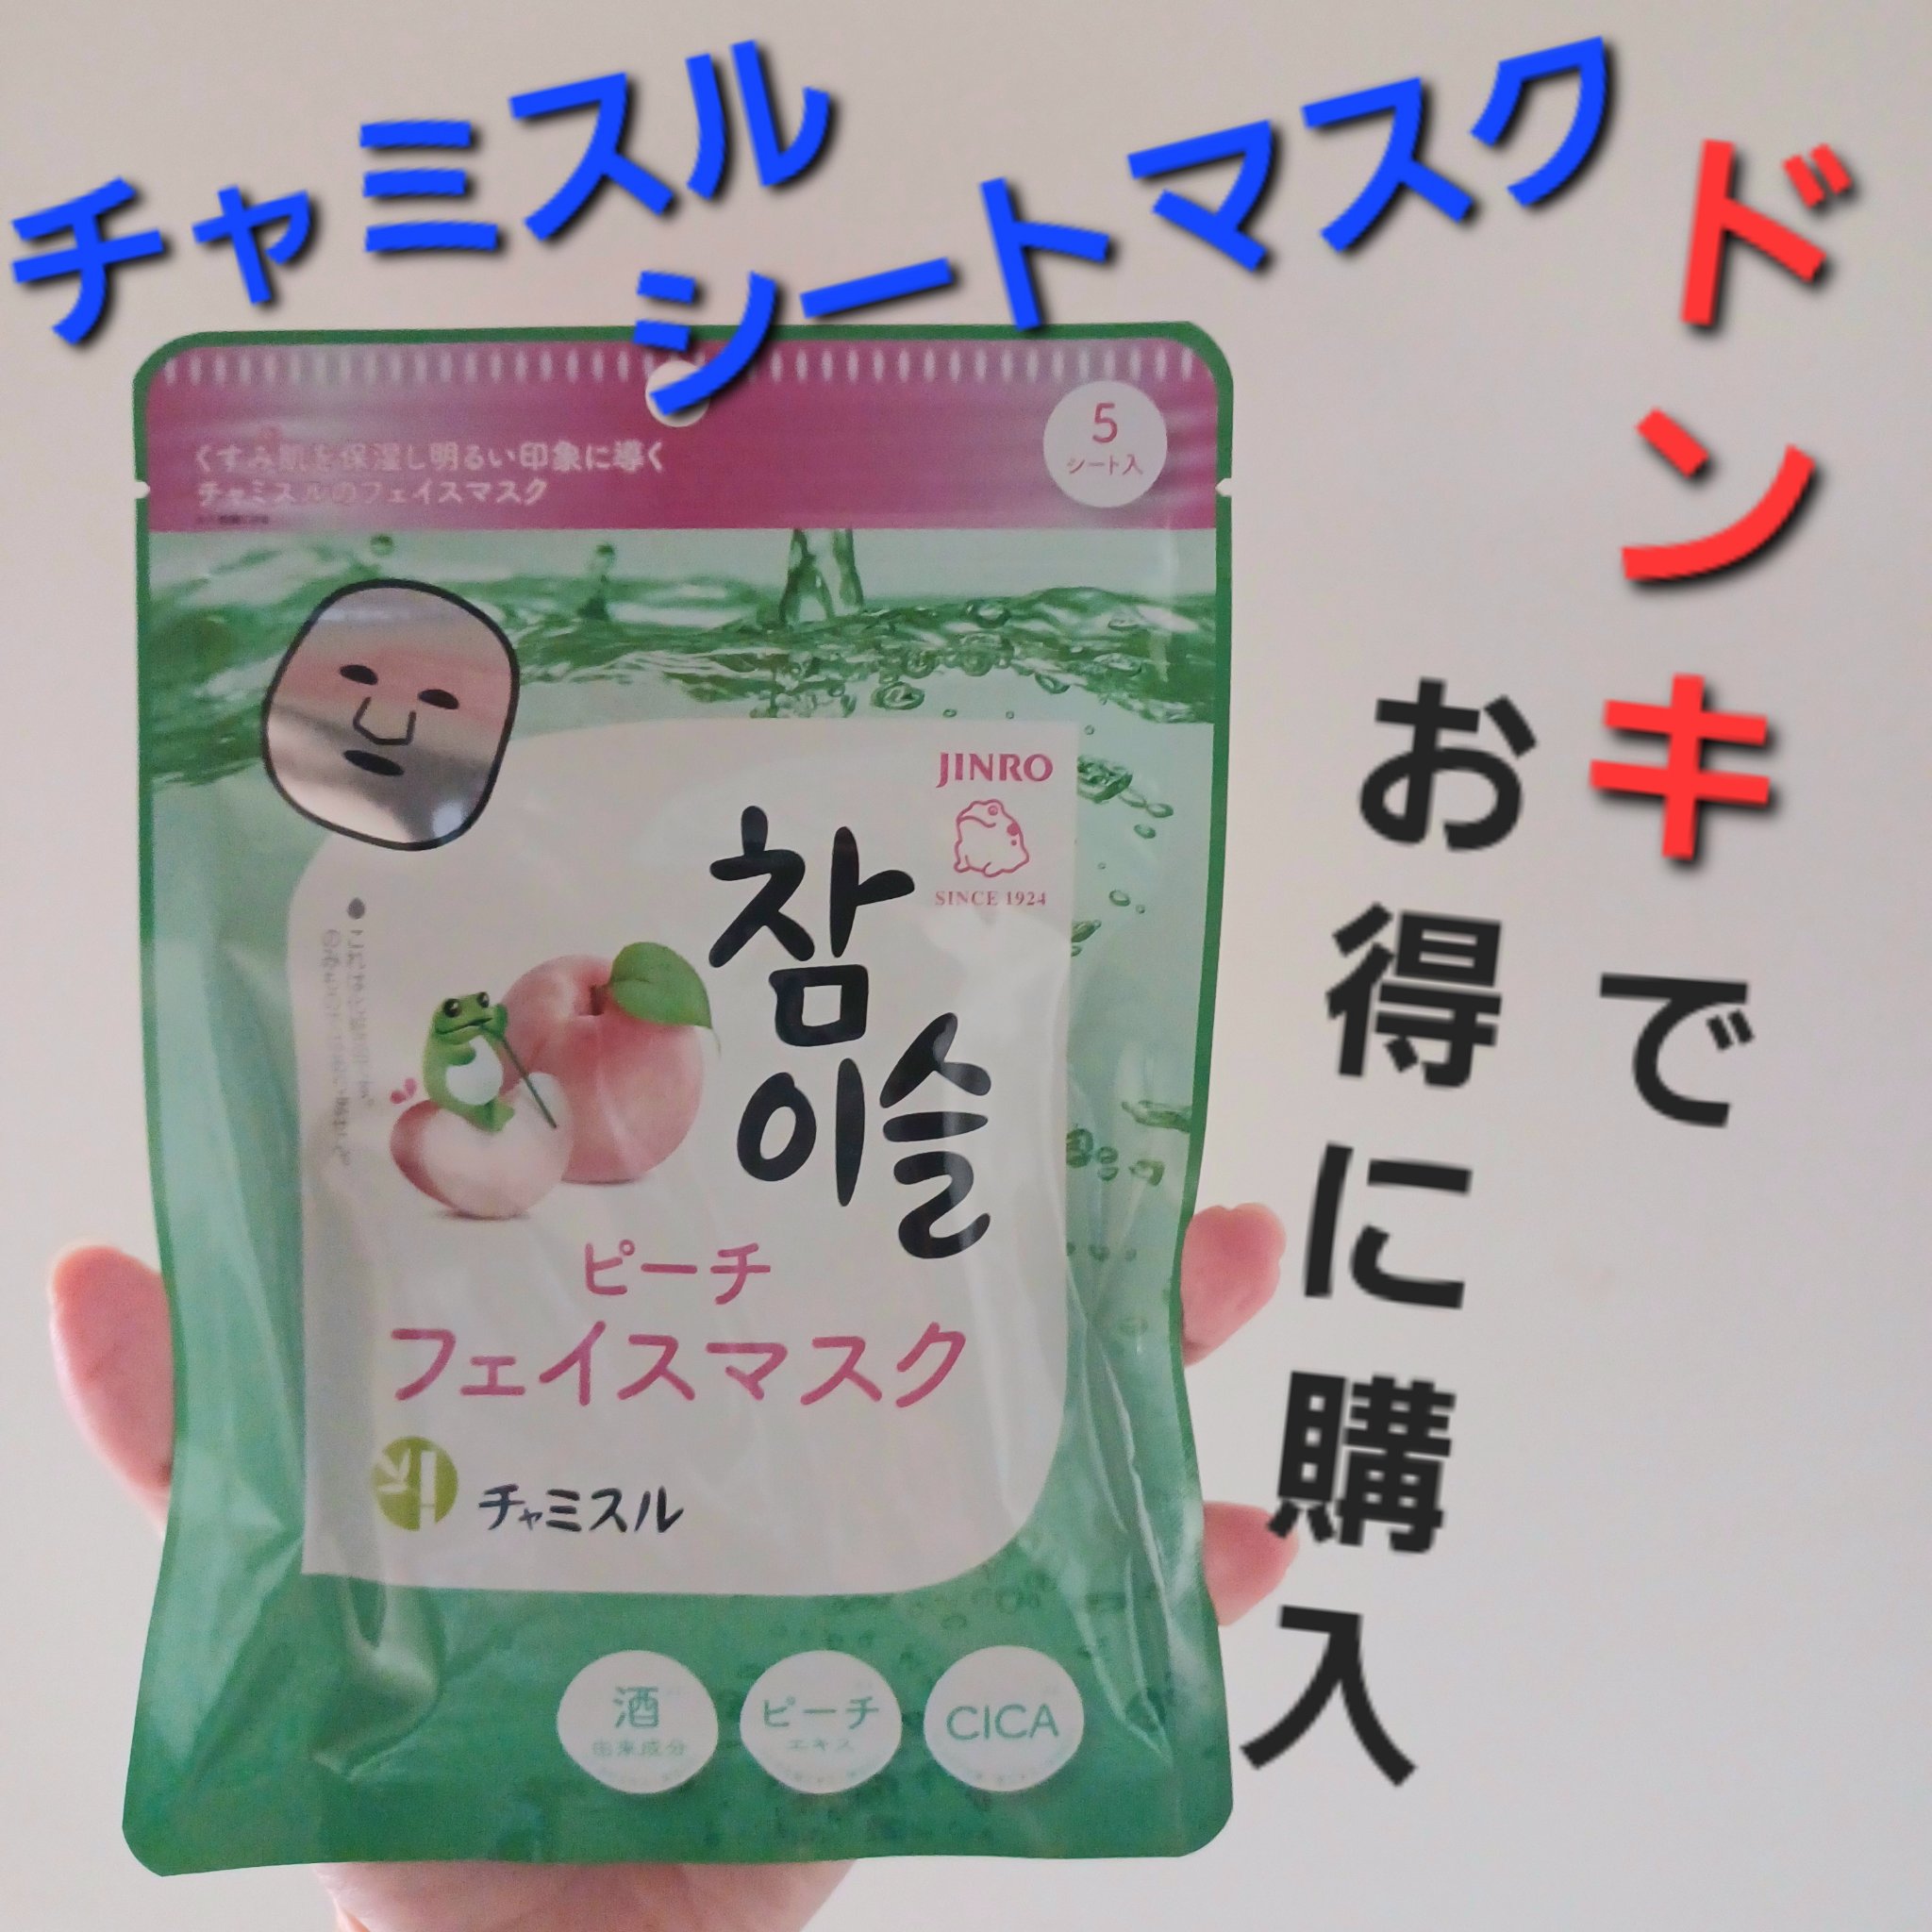 チャミスル
シートマスク
ドンキで
お得に購入
くすみ肌を保湿し明るい印象に導く
チャミスルのフェイスマスク
5
シート入
JINRO
SINCE 1924
참
이슬
ピーチ
フェイスマスク
チャミスル
酒
由来成分
ピーチ
エキス
CICA